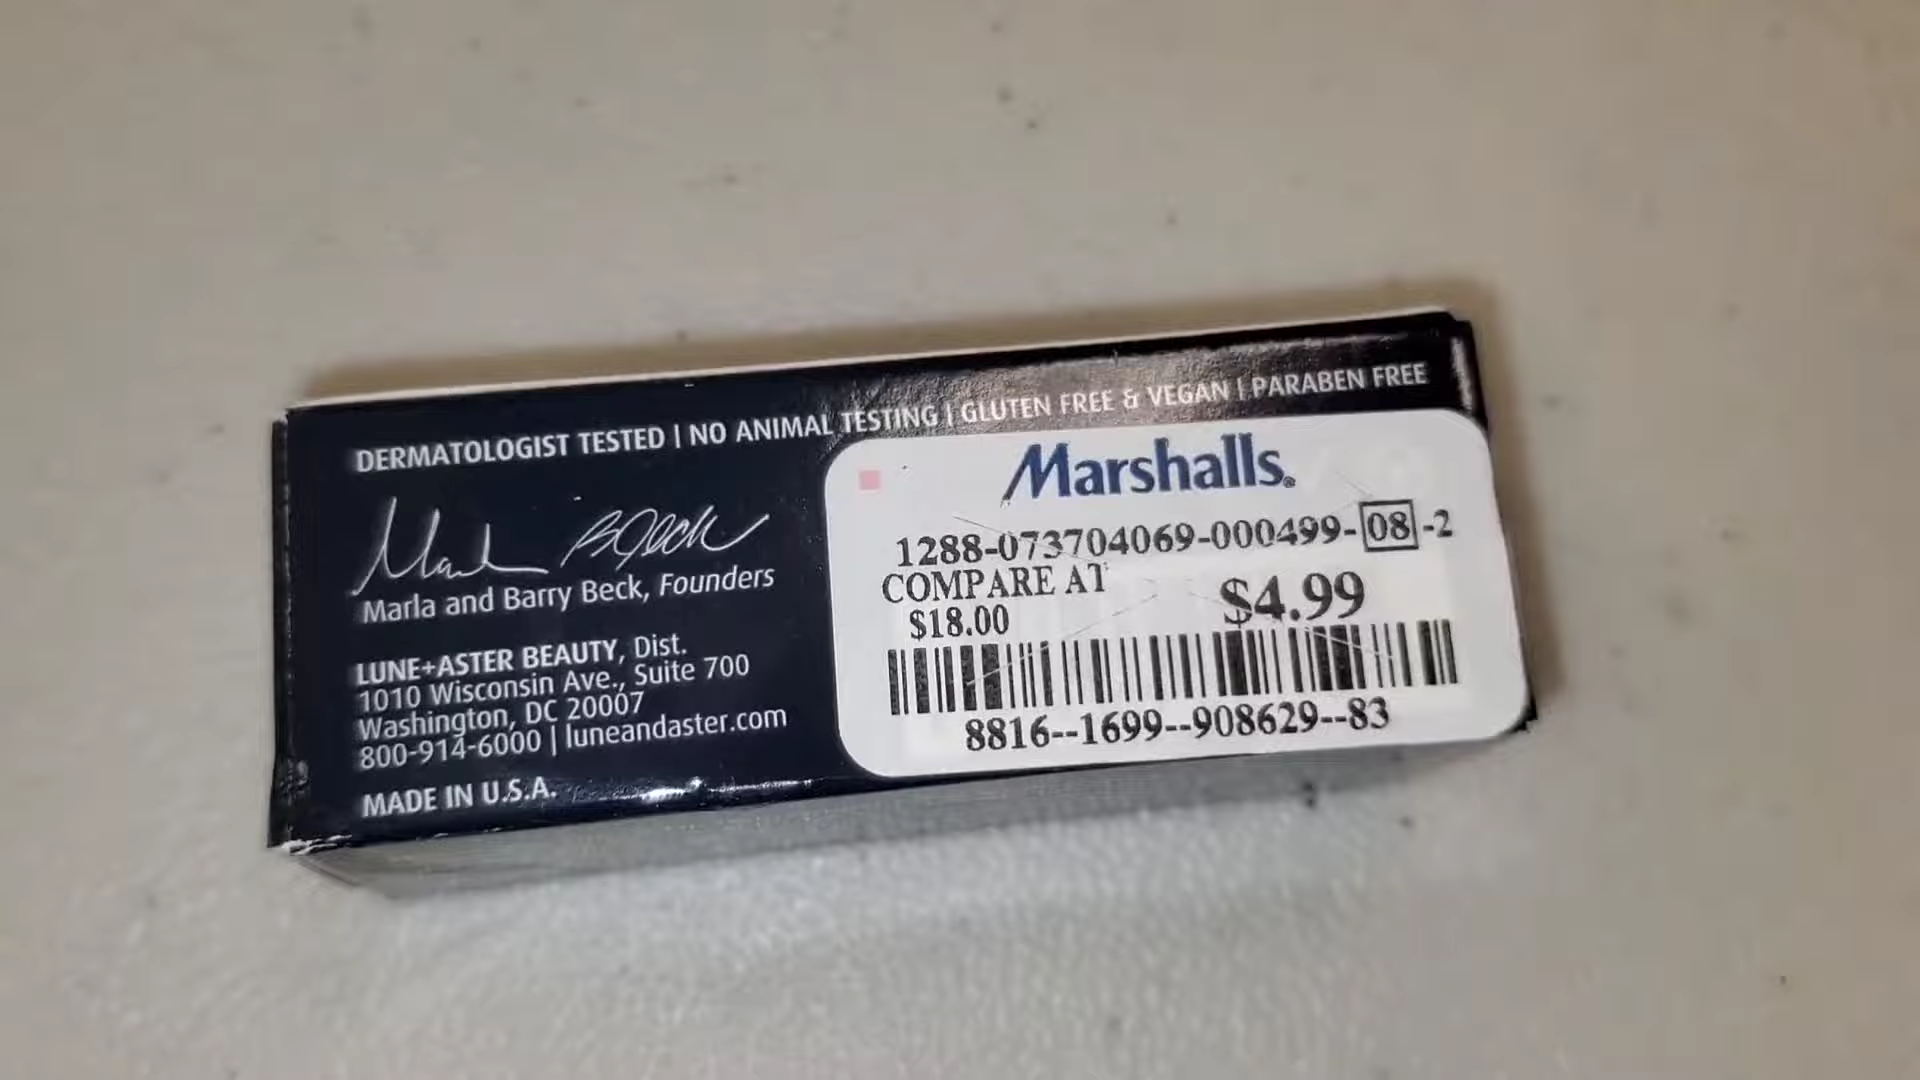 DERMATOLOGIST TESTED | NO ANIMAL TESTING | GLUTEN FREE & VEGAN | PARABEN FREE
Marla and Barry Beck, Founders
LUNE+ASTER BEAUTY, Dist.
1010 Wisconsin Ave., Suite 700
Washington, DC 20007
800-914-6000 | luneandaster.com
MADE IN U.S.A.
Marshalls®
1288-073704069-000499-08-2
COMPARE AT
$18.00
$4.99
8816--1699--908629--83